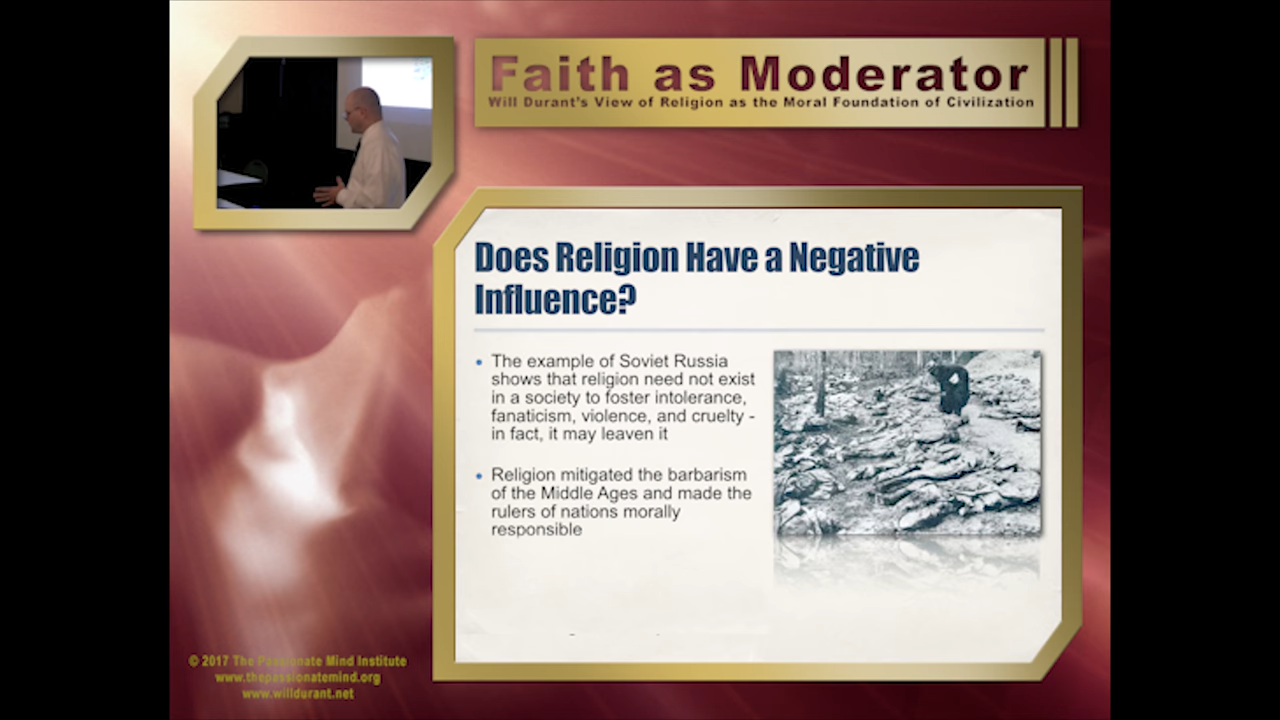 Faith as Moderator
Will Durant's View of Religion as the Moral Foundation of Civilization
Does Religion Have a Negative
Influence?
• The example of Soviet Russia
shows that religion need not exist
in a society to foster intolerance,
fanaticism, violence, and cruelty -
in fact, it may leaven it
• Religion mitigated the barbarism
of the Middle Ages and made the
rulers of nations morally
responsible
© 2017 The Passionate Mind Institute
www.thepassionatemind.org
www.willdurant.net